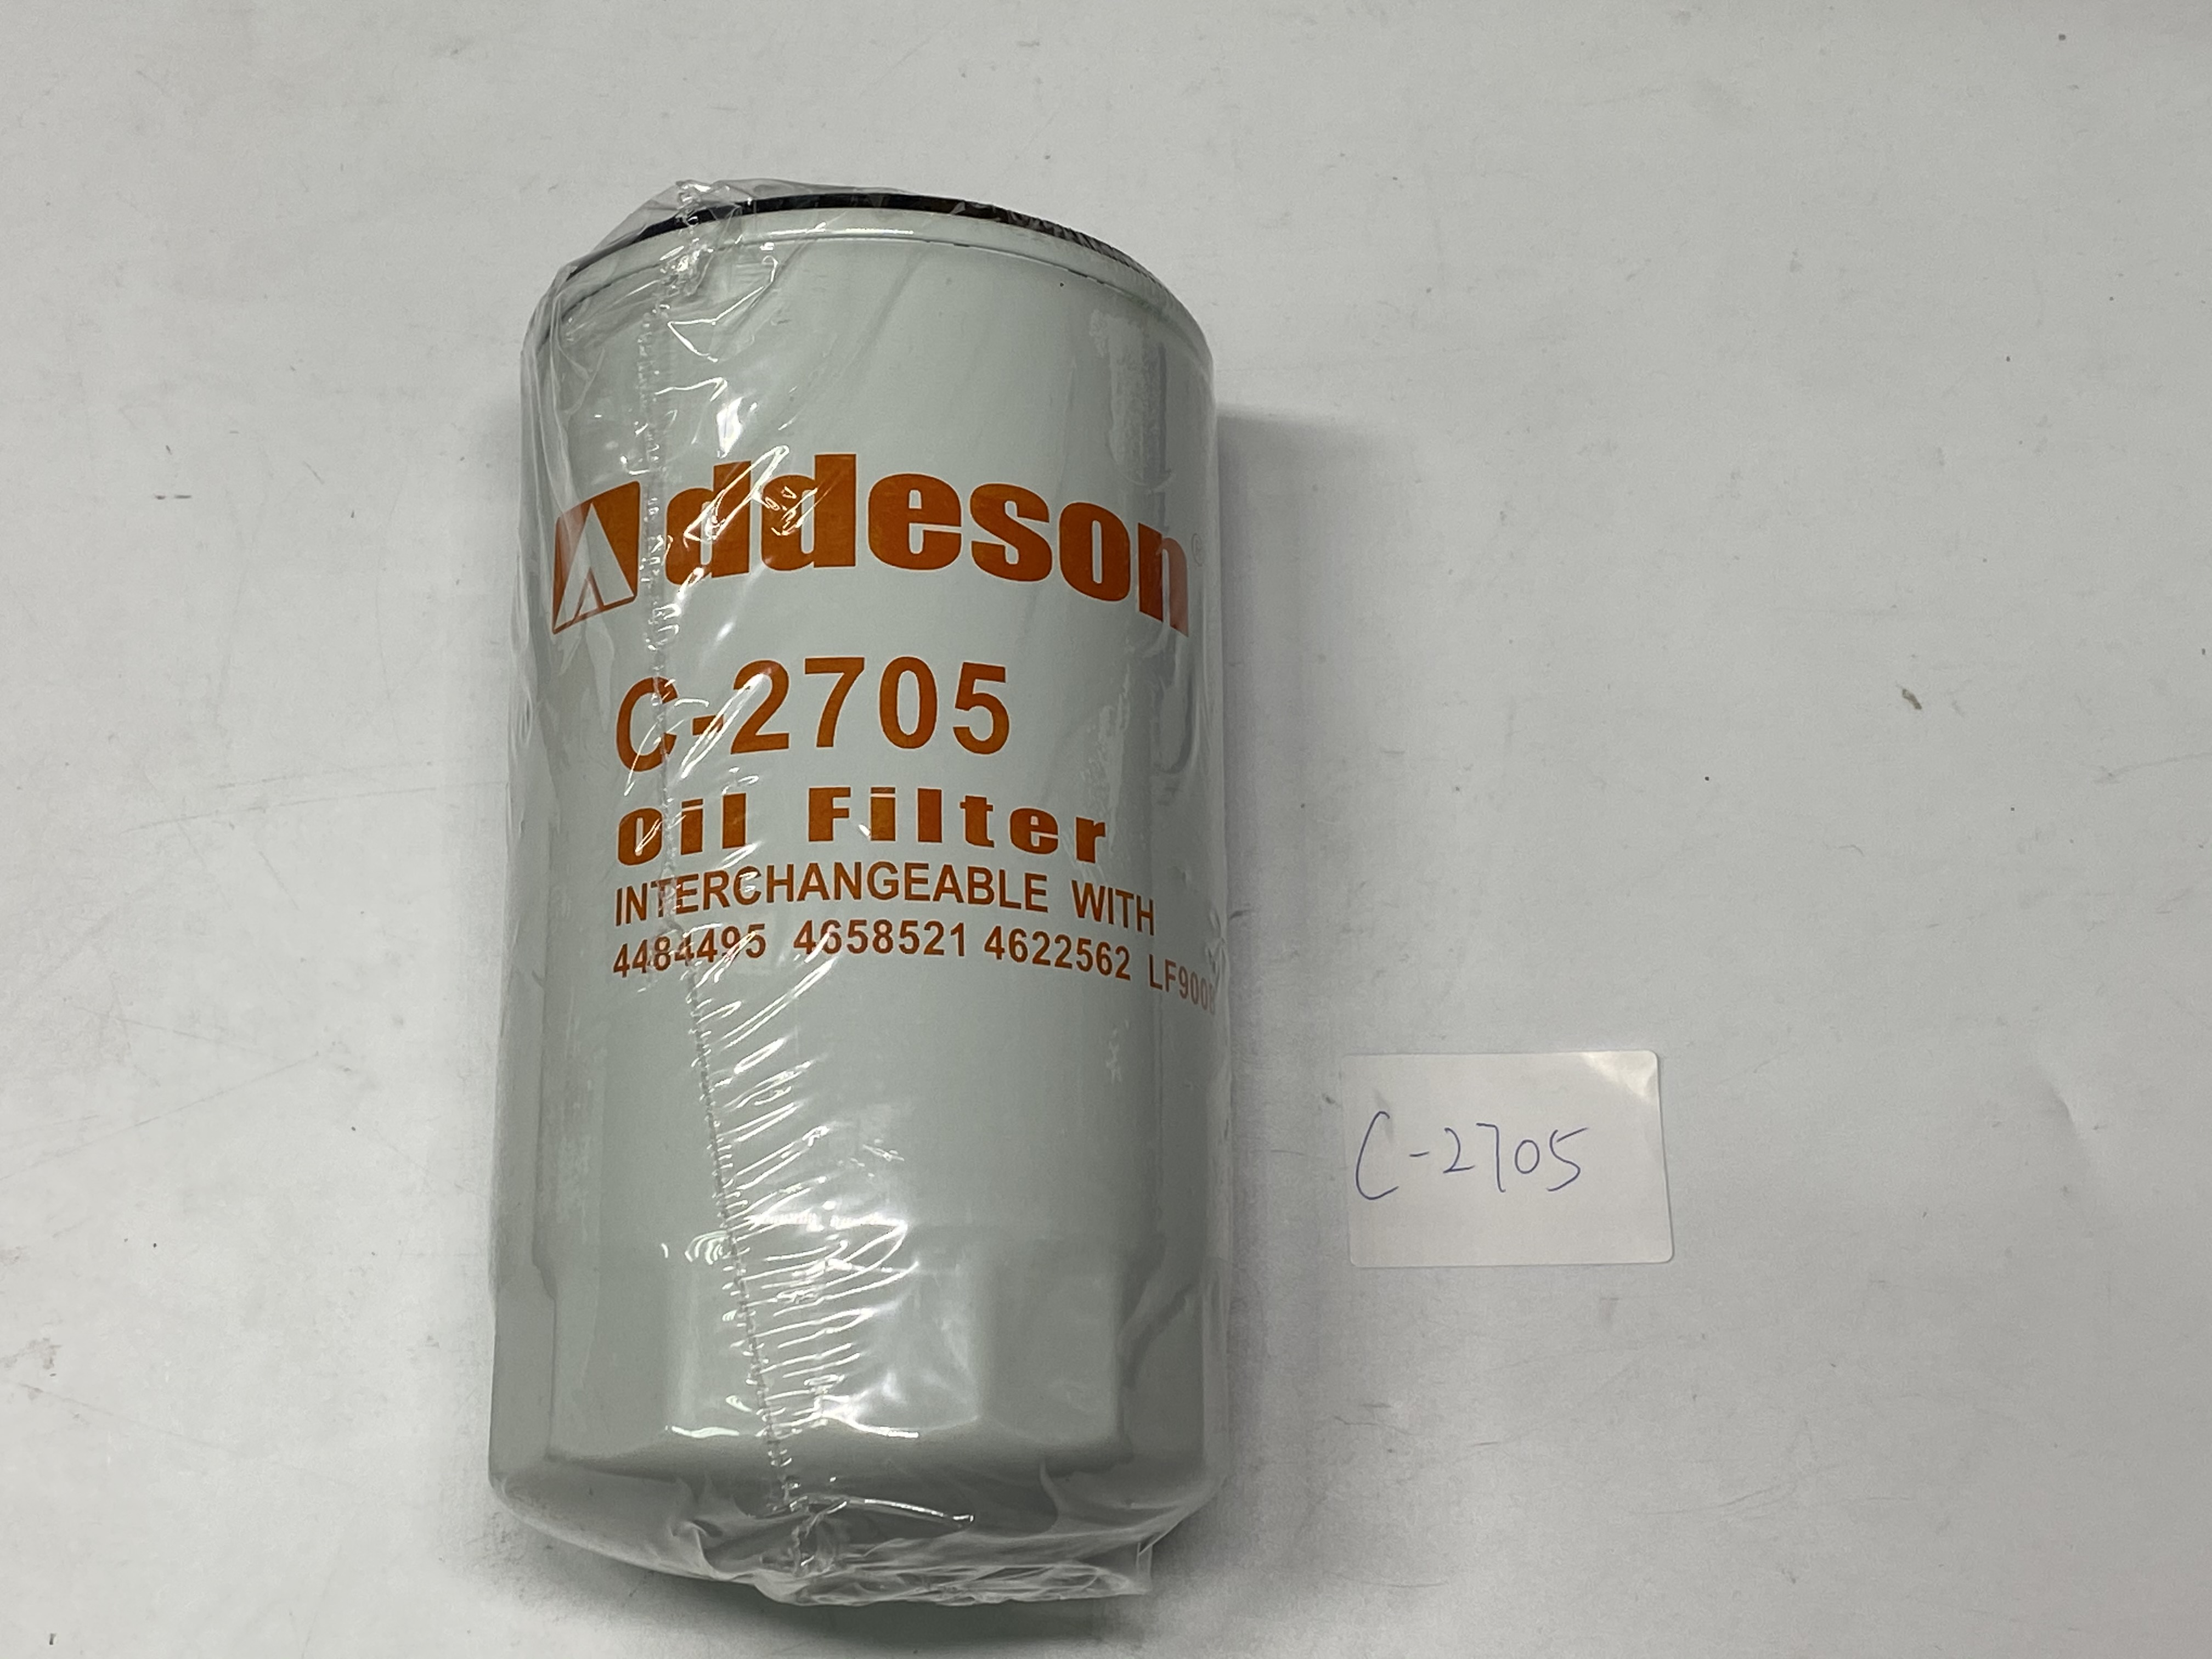 Addeson®
C-2705
Oil Filter
INTERCHANGEABLE WITH
4484495 4658521 4622562
C-2705